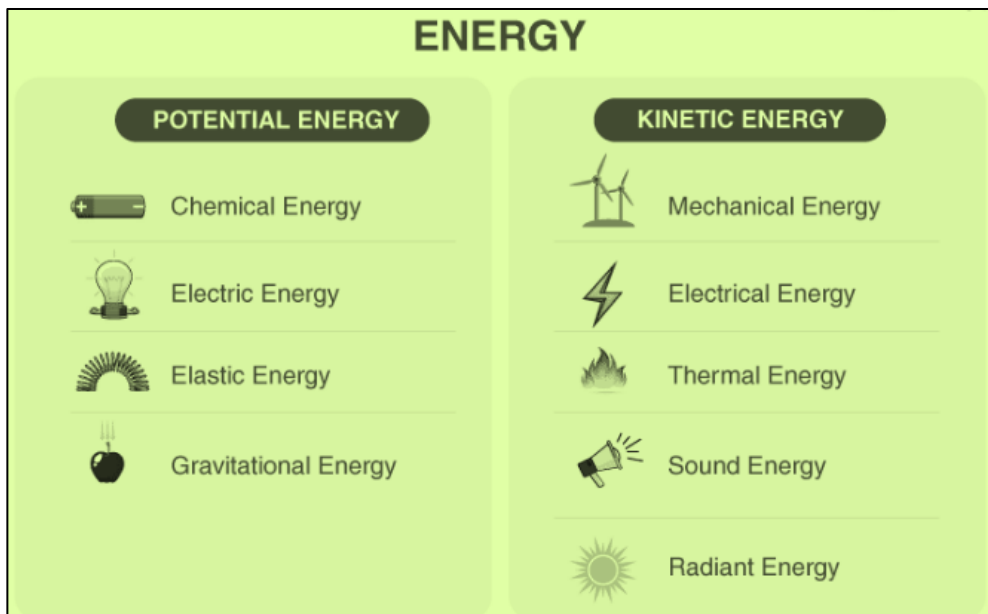 ENERGY
POTENTIAL ENERGY
Chemical Energy
Electric Energy
Elastic Energy
Gravitational Energy
KINETIC ENERGY
Mechanical Energy
Electrical Energy
Thermal Energy
Sound Energy
Radiant Energy